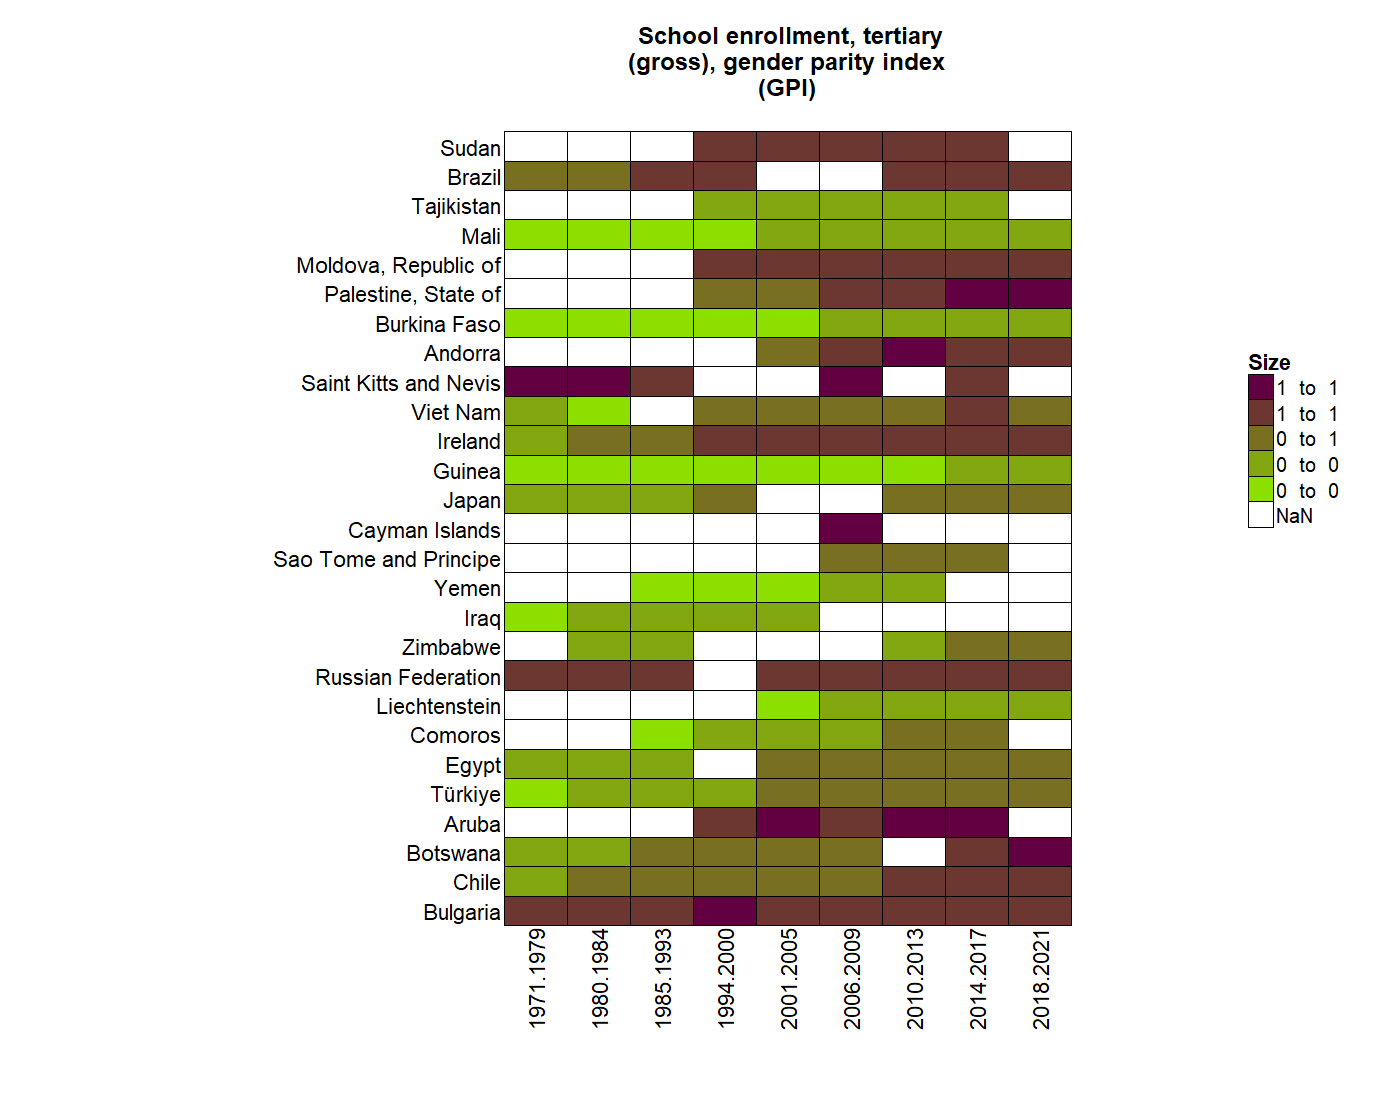 School enrollment, tertiary
(gross), gender parity index
(GPI)
Sudan
Brazil
Tajikistan
Mali
Moldova, Republic of
Palestine, State of
Burkina Faso
Andorra
Saint Kitts and Nevis
Viet Nam
Ireland
Guinea
Japan
Cayman Islands
Sao Tome and Principe
Yemen
Iraq
Zimbabwe
Russian Federation
Liechtenstein
Comoros
Egypt
Türkiye
Aruba
Botswana
Chile
Bulgaria
1971.1979
1980.1984
1985.1993
1994.2000
2001.2005
2006.2009
2010.2013
2014.2017
2018.2021
Size
1 to 1
1 to 1
0 to 1
0 to 0
0 to 0
NaN